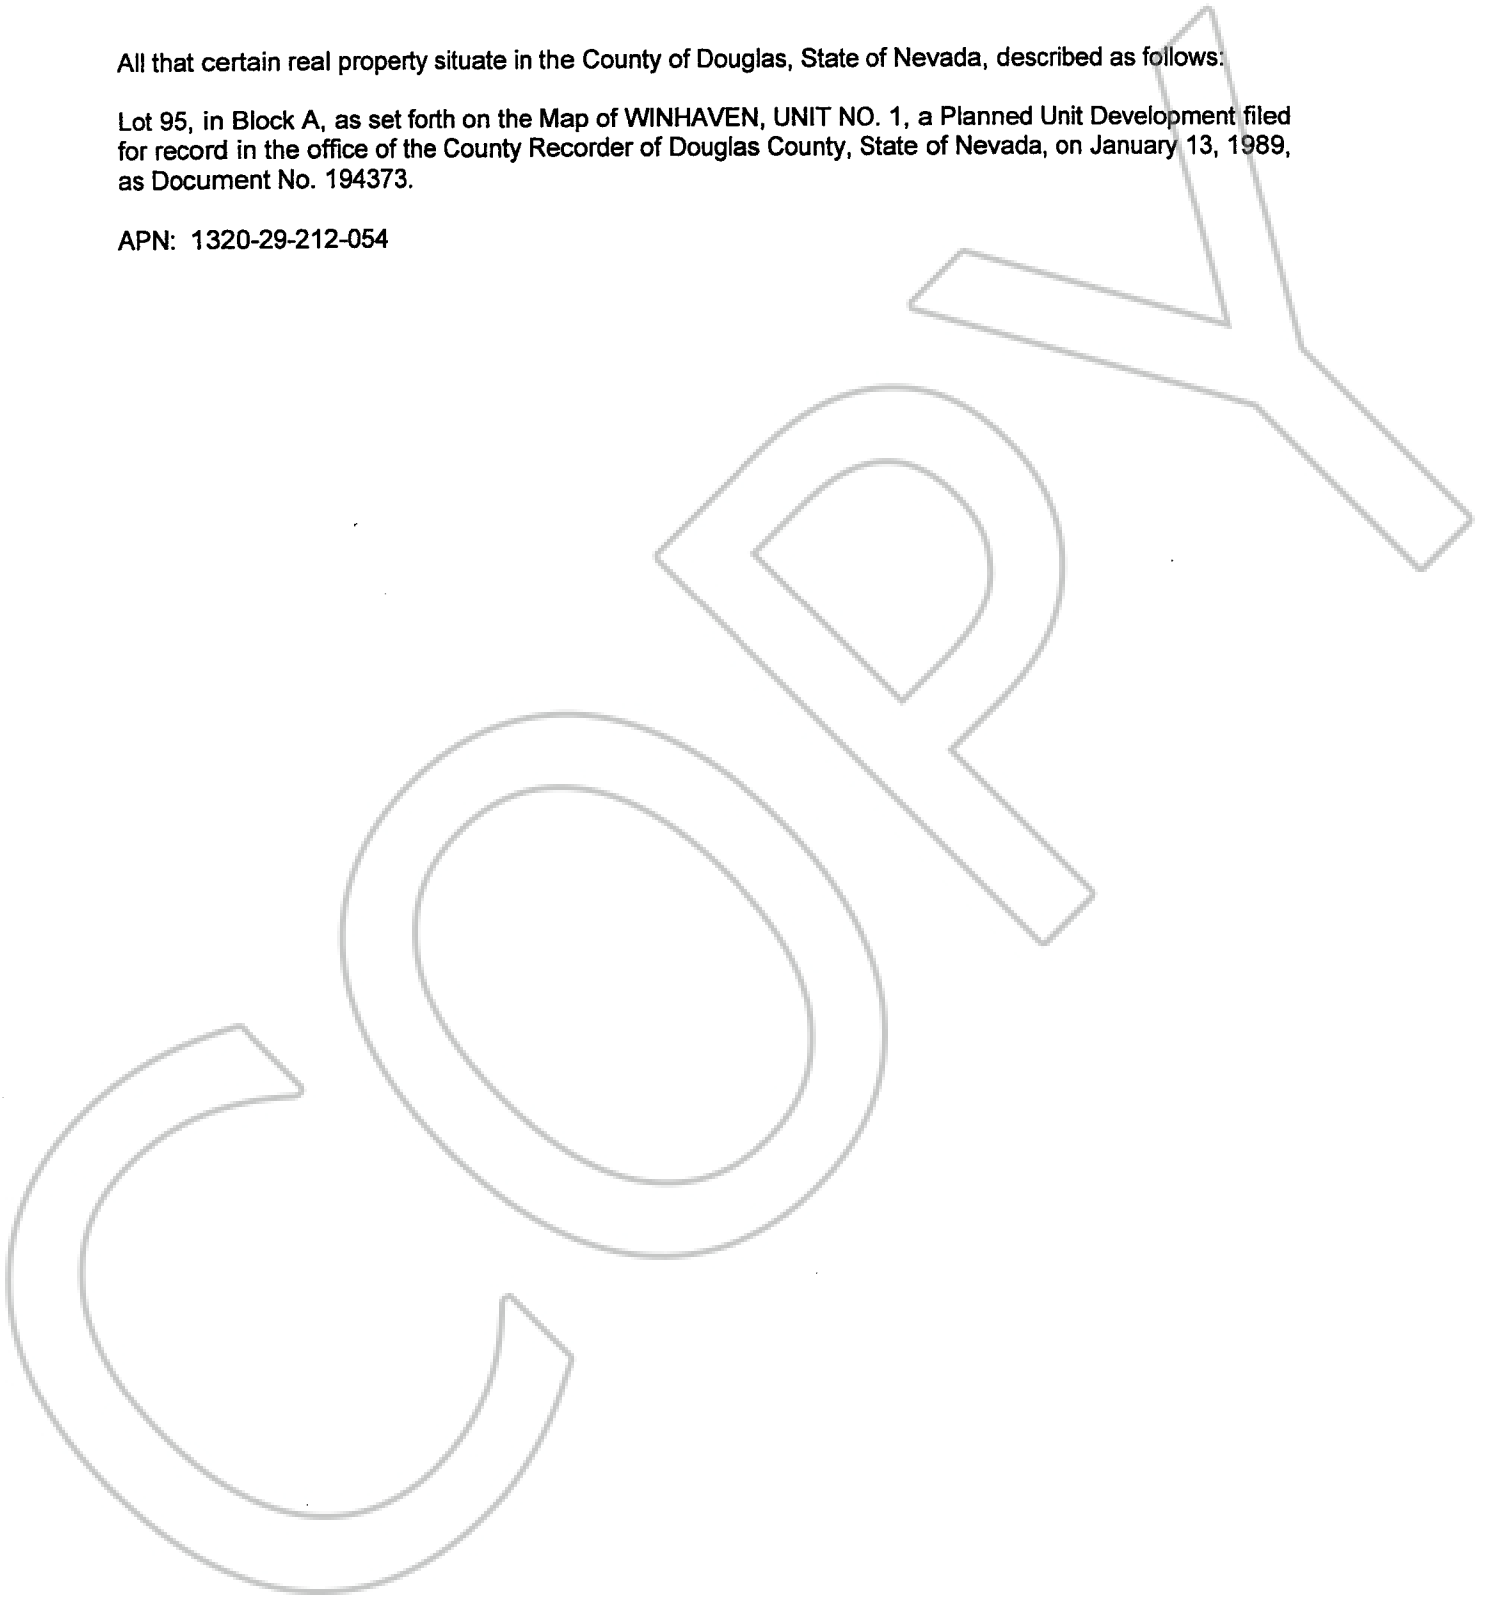 All that certain real property situate in the County of Douglas, State of Nevada, described as follows:
Lot 95, in Block A, as set forth on the Map of WINHAVEN, UNIT NO. 1, a Planned Unit Development filed
for record in the office of the County Recorder of Douglas County, State of Nevada, on January 13, 1989,
as Document No. 194373.
APN: 1320-29-212-054
COPY